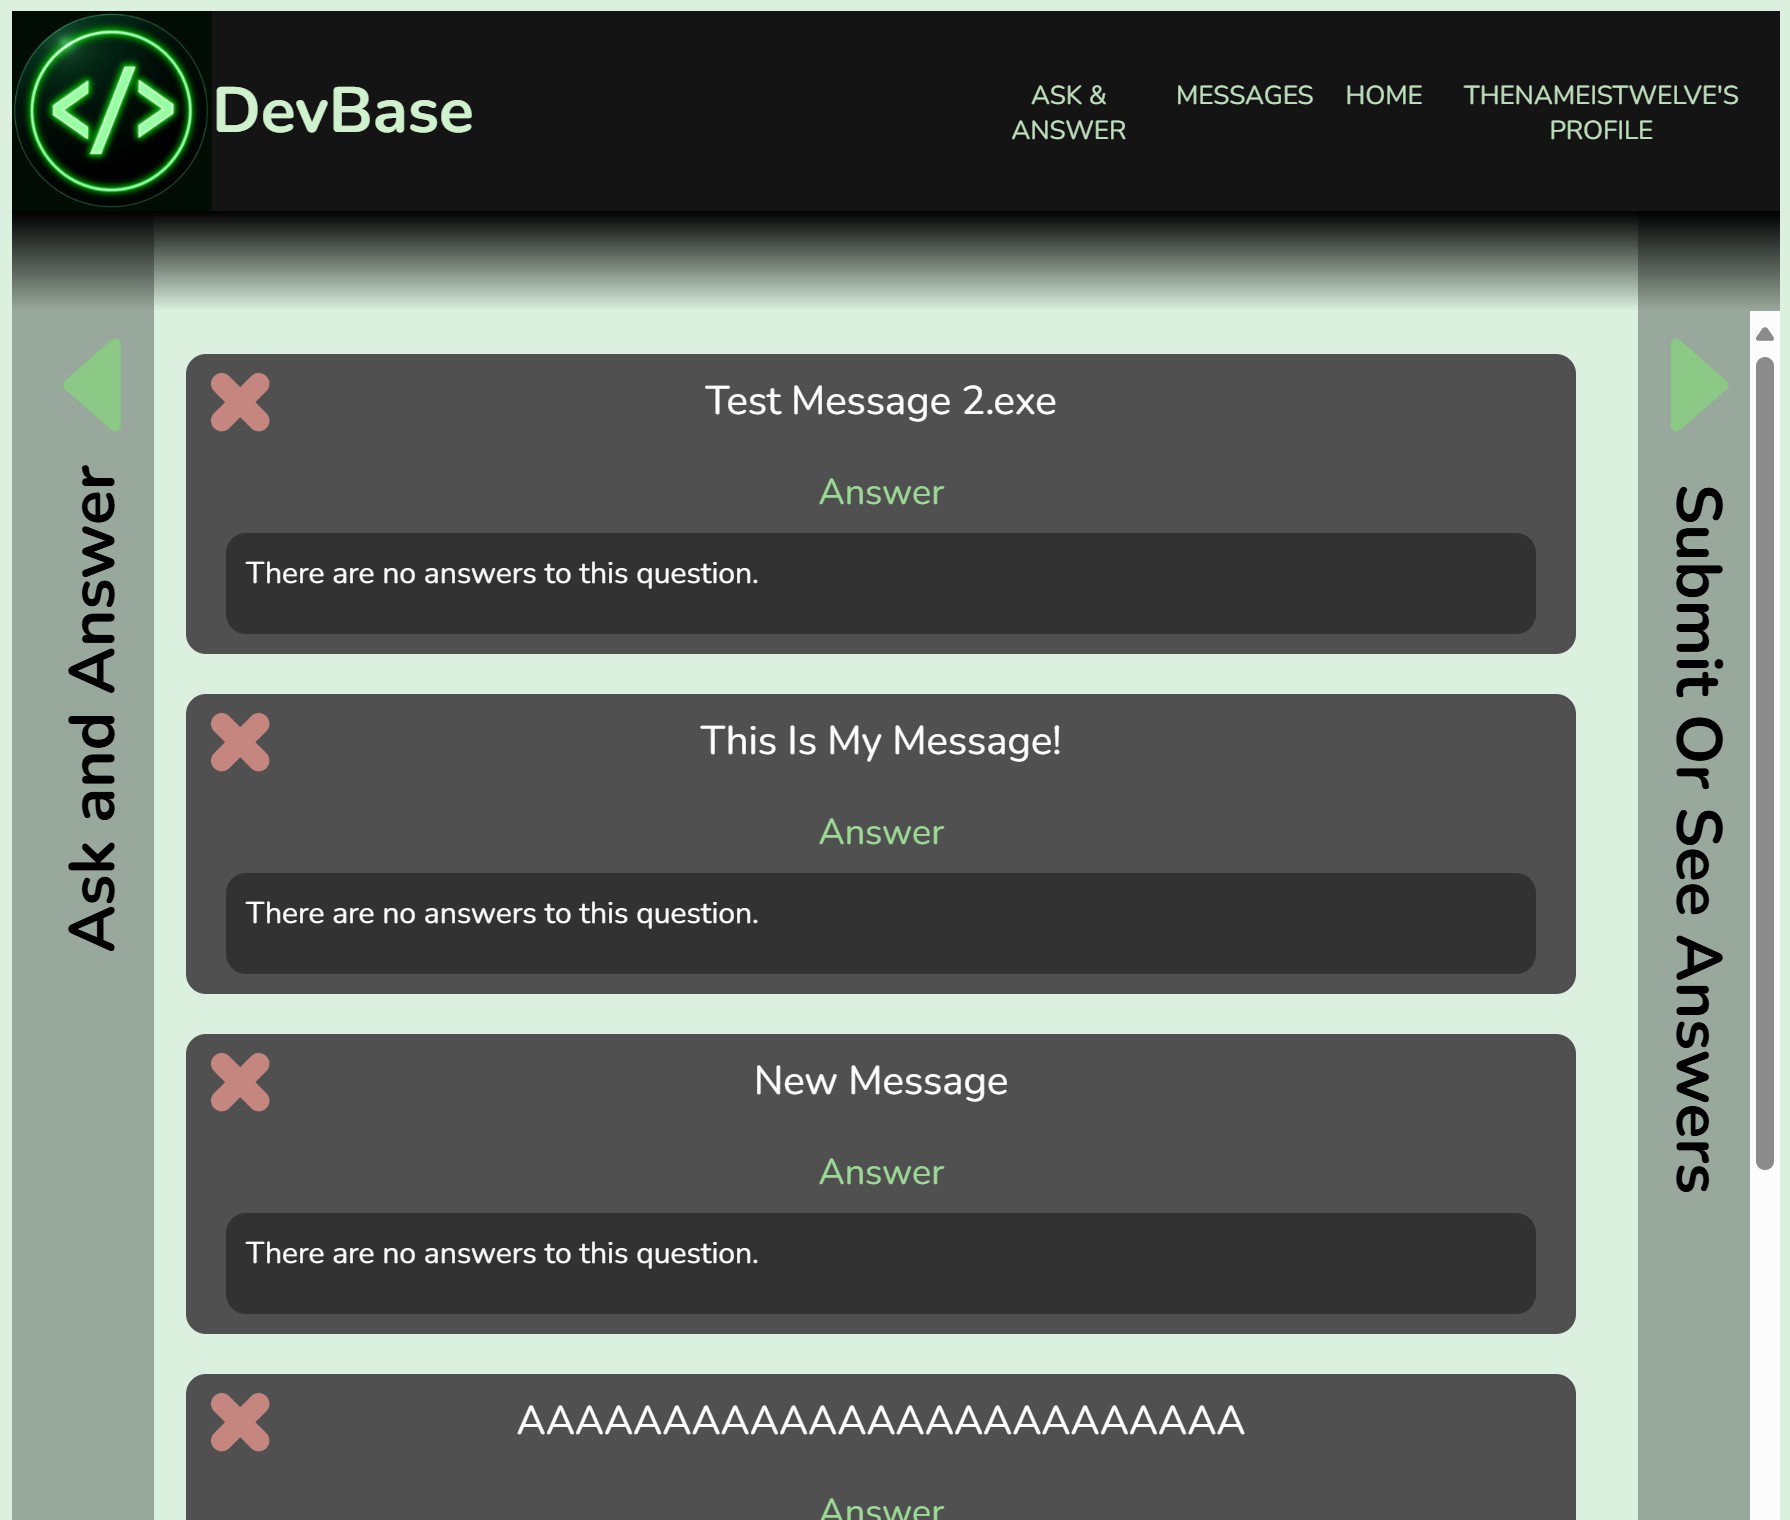 </>
DevBase
ASK &
ANSWER
MESSAGES
HOME
THENAMEISTWELVE'S
PROFILE
Ask and Answer
Test Message 2.exe
Answer
There are no answers to this question.
This Is My Message!
Answer
There are no answers to this question.
New Message
Answer
There are no answers to this question.
AAAAAAAAAAAAAAAAAAAAAAAAA
Answer
Submit Or See Answers